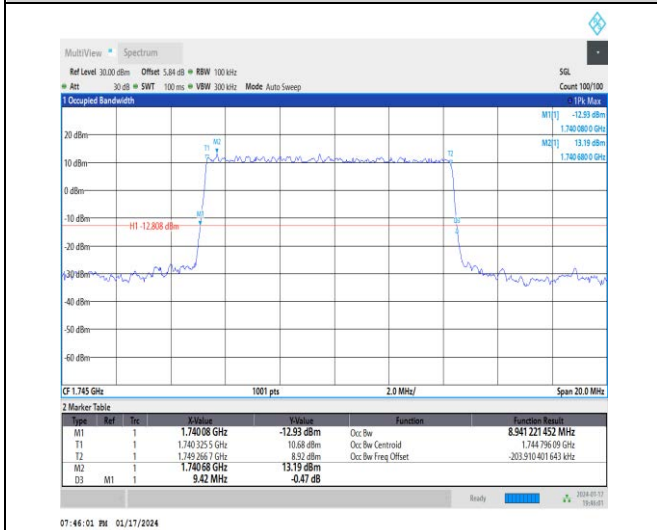 MultiView Spectrum
Ref Level 30.00 dBm Offset 5.84 dB RBW 100 kHz SGL
Att 30 dB SWT 100 ms VBW 300 kHz Mode Auto Sweep Count 100/100
1 Occupied Bandwidth 1Pk Max
M1[1] -12.93 dBm
1.740 080 0 GHz
M2[1] 13.19 dBm
1.740 680 0 GHz
20 dBm
T1 M2 T2
10 dBm
0 dBm
-10 dBm
M1
H1 -12.808 dBm
-20 dBm
-30 dBm
-40 dBm
-50 dBm
-60 dBm
CF 1.745 GHz 1001 pts 2.0 MHz/ Span 20.0 MHz
2 Marker Table
Type Ref Trc X-Value Y-Value Function Function Result
M1 1 1.74008 GHz -12.93 dBm Occ Bw 8.941 221 452 MHz
T1 1 1.740 325 5 GHz 10.68 dBm Occ Bw Centroid 1.744 796 09 GHz
T2 1 1.749 266 7 GHz 8.92 dBm Occ Bw Freq Offset -203.910 401 643 kHz
M2 1 1.74068 GHz 13.19 dBm
D3 M1 1 9.42 MHz -0.47 dB
Ready 2024-01-17
07:46:01 PM 01/17/2024